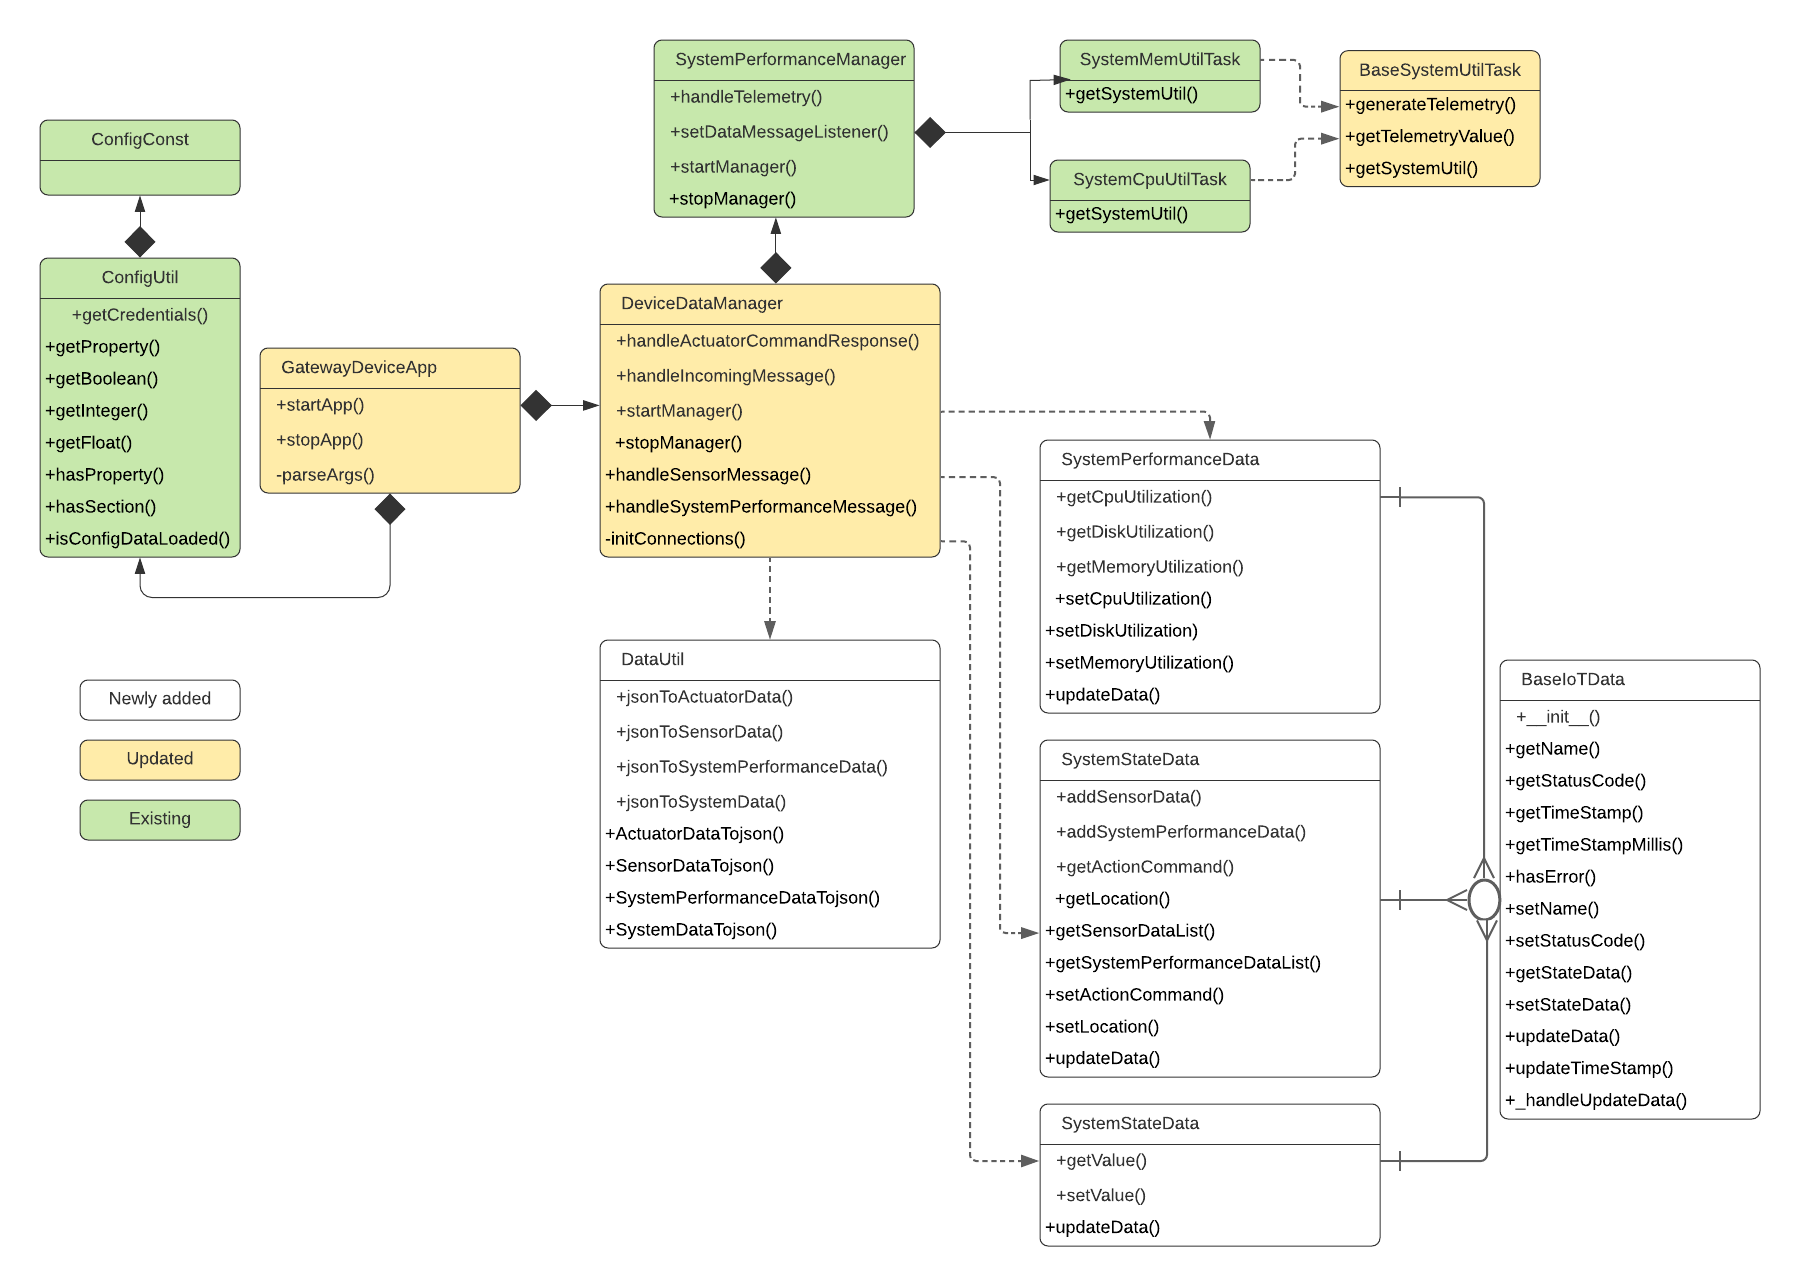 SystemPerformanceManager
+handleTelemetry()
+setDataMessageListener()
+startManager()
+stopManager()
SystemMemUtilTask
+getSystemUtil()
BaseSystemUtilTask
+generateTelemetry()
+getTelemetryValue()
+getSystemUtil()
SystemCpuUtilTask
+getSystemUtil()
ConfigConst
ConfigUtil
+getCredentials()
+getProperty()
+getBoolean()
+getInteger()
+getFloat()
+hasProperty()
+hasSection()
+isConfigDataLoaded()
GatewayDeviceApp
+startApp()
+stopApp()
-parseArgs()
DeviceDataManager
+handleActuatorCommandResponse()
+handleIncomingMessage()
+startManager()
+stopManager()
+handleSensorMessage()
+handleSystemPerformanceMessage()
-initConnections()
SystemPerformanceData
+getCpuUtilization()
+getDiskUtilization()
+getMemoryUtilization()
+setCpuUtilization()
+setDiskUtilization)
+setMemoryUtilization()
+updateData()
DataUtil
+jsonToActuatorData()
+jsonToSensorData()
+jsonToSystemPerformanceData()
+jsonToSystemData()
+ActuatorDataTojson()
+SensorDataTojson()
+SystemPerformanceDataTojson()
+SystemDataTojson()
Newly added
Updated
Existing
SystemStateData
+addSensorData()
+addSystemPerformanceData()
+getActionCommand()
+getLocation()
+getSensorDataList()
+getSystemPerformanceDataList()
+setActionCommand()
+setLocation()
+updateData()
BaseIoTData
+__init__()
+getName()
+getStatusCode()
+getTimeStamp()
+getTimeStampMillis()
+hasError()
+setName()
+setStatusCode()
+getStateData()
+setStateData()
+updateData()
+updateTimeStamp()
+_handleUpdateData()
SystemStateData
+getValue()
+setValue()
+updateData()